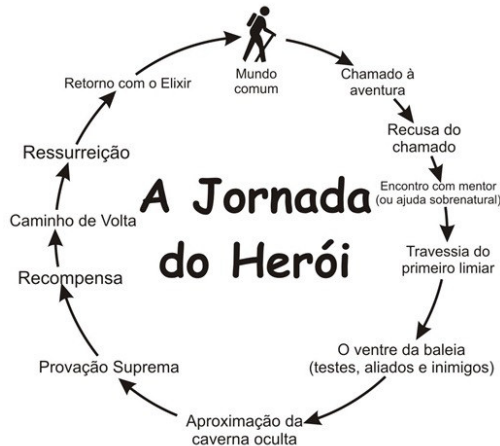 A Jornada
do Herói
Mundo
comum
Chamado à
aventura
Recusa do
chamado
Encontro com mentor
(ou ajuda sobrenatural)
Travessia do
primeiro limiar
O ventre da baleia
(testes, aliados e inimigos)
Aproximação da
caverna oculta
Provação Suprema
Recompensa
Caminho de Volta
Ressurreição
Retorno com o Elixir